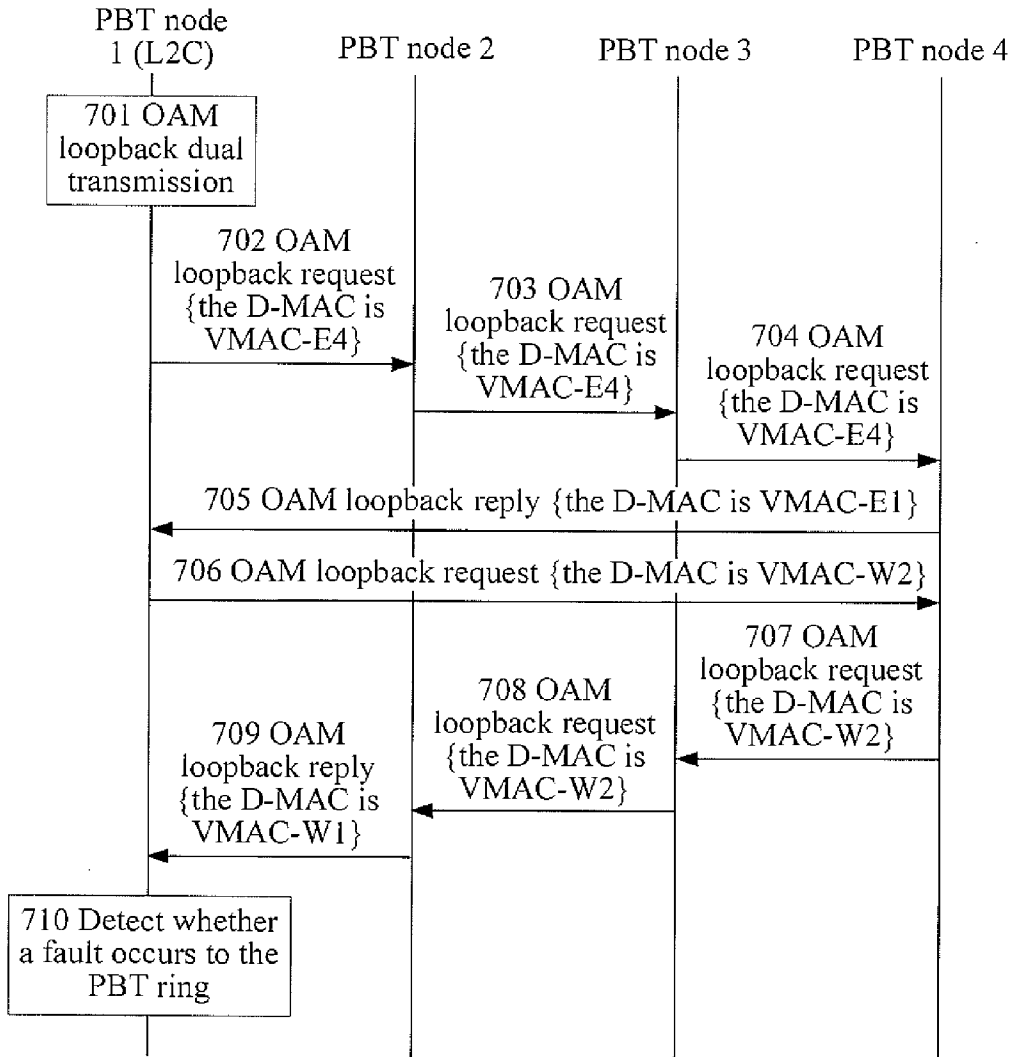 PBT node
1 (L2C)
PBT node 2
PBT node 3
PBT node 4
701 OAM
loopback dual
transmission
702 OAM
loopback request
{the D-MAC is
VMAC-E4}
703 OAM
loopback request
{the D-MAC is
VMAC-E4}
704 OAM
loopback request
{the D-MAC is
VMAC-E4}
705 OAM loopback reply {the D-MAC is VMAC-E1}
706 OAM loopback request {the D-MAC is VMAC-W2}
707 OAM
loopback request
{the D-MAC is
VMAC-W2}
708 OAM
loopback request
{the D-MAC is
VMAC-W2}
709 OAM
loopback reply
{the D-MAC is
VMAC-W1}
710 Detect whether
a fault occurs to the
PBT ring